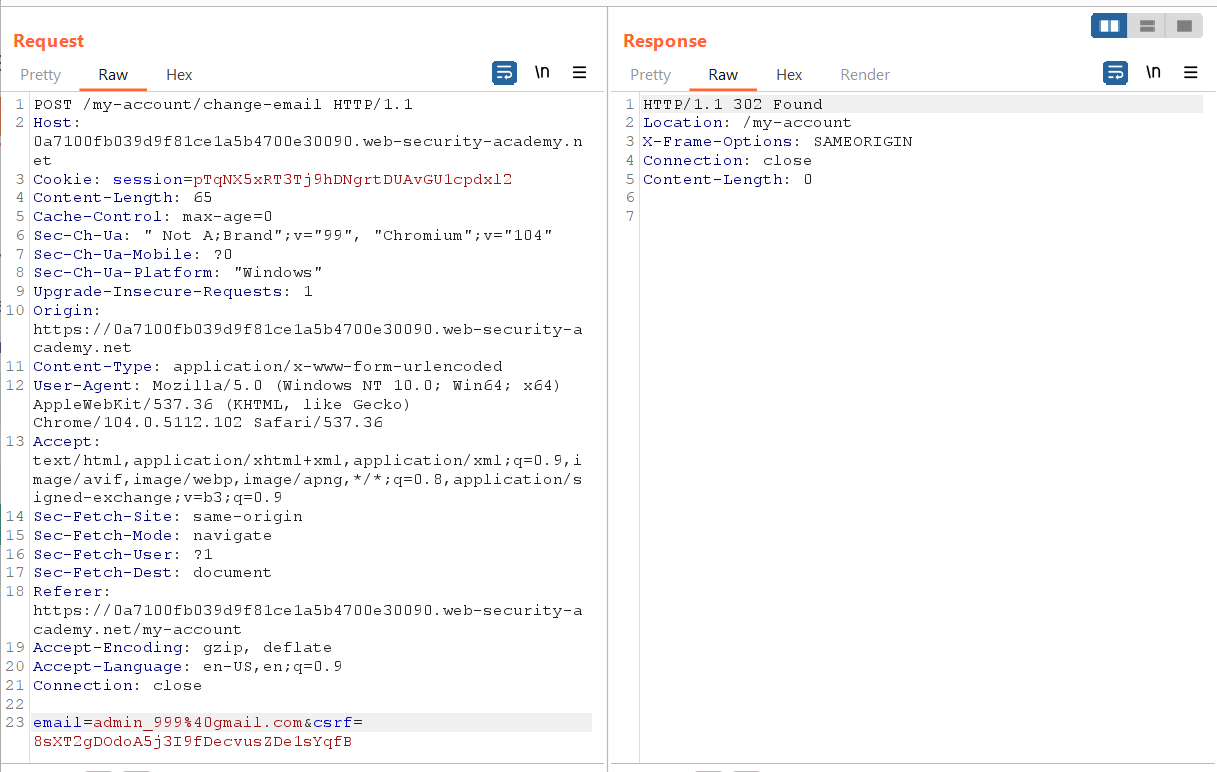 Request
Pretty Raw Hex \n
1 POST /my-account/change-email HTTP/1.1
2 Host:
0a7100fb039d9f81ce1a5b4700e30090.web-security-academy.n
et
3 Cookie: session=pTqNX5xRT3Tj9hDNgrtDUAvGU1cpdxl2
4 Content-Length: 65
5 Cache-Control: max-age=0
6 Sec-Ch-Ua: " Not A;Brand";v="99", "Chromium";v="104"
7 Sec-Ch-Ua-Mobile: ?0
8 Sec-Ch-Ua-Platform: "Windows"
9 Upgrade-Insecure-Requests: 1
10 Origin:
https://0a7100fb039d9f81ce1a5b4700e30090.web-security-a
cademy.net
11 Content-Type: application/x-www-form-urlencoded
12 User-Agent: Mozilla/5.0 (Windows NT 10.0; Win64; x64)
AppleWebKit/537.36 (KHTML, like Gecko)
Chrome/104.0.5112.102 Safari/537.36
13 Accept:
text/html,application/xhtml+xml,application/xml;q=0.9,i
mage/avif,image/webp,image/apng,*/*;q=0.8,application/s
igned-exchange;v=b3;q=0.9
14 Sec-Fetch-Site: same-origin
15 Sec-Fetch-Mode: navigate
16 Sec-Fetch-User: ?1
17 Sec-Fetch-Dest: document
18 Referer:
https://0a7100fb039d9f81ce1a5b4700e30090.web-security-a
cademy.net/my-account
19 Accept-Encoding: gzip, deflate
20 Accept-Language: en-US,en;q=0.9
21 Connection: close
22
23 email=admin_999%40gmail.com&csrf=
8sXT2gDOdoA5j3I9fDecvusZDe1sYqfB
Response
Pretty Raw Hex Render \n
1 HTTP/1.1 302 Found
2 Location: /my-account
3 X-Frame-Options: SAMEORIGIN
4 Connection: close
5 Content-Length: 0
6
7